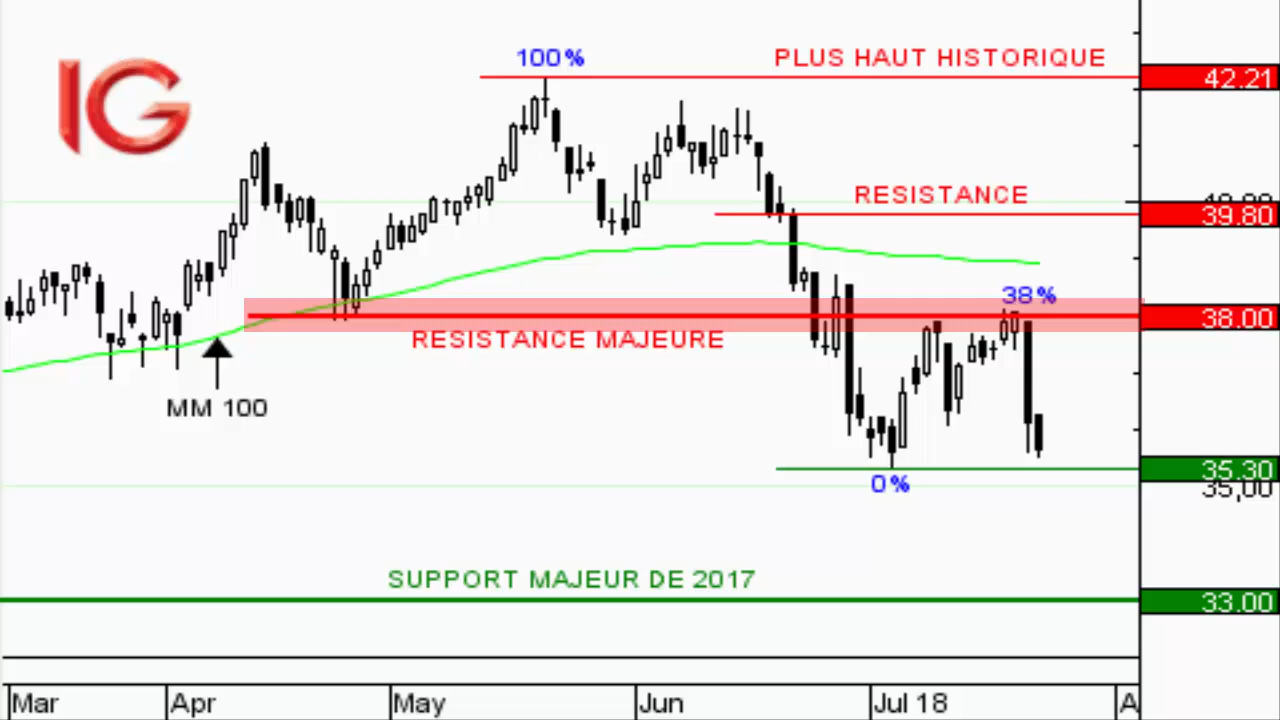 IG
100%
PLUS HAUT HISTORIQUE
42.21
RESISTANCE
39.80
38%
38.00
RESISTANCE MAJEURE
MM 100
35.30
35,00
0%
SUPPORT MAJEUR DE 2017
33.00
Mar Apr May Jun Jul 18 A